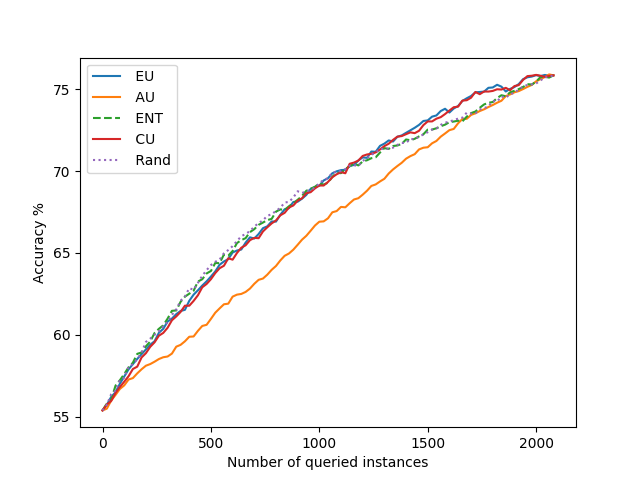 EU
AU
ENT
CU
Rand
75
70
65
60
55
Accuracy %
0 500 1000 1500 2000
Number of queried instances